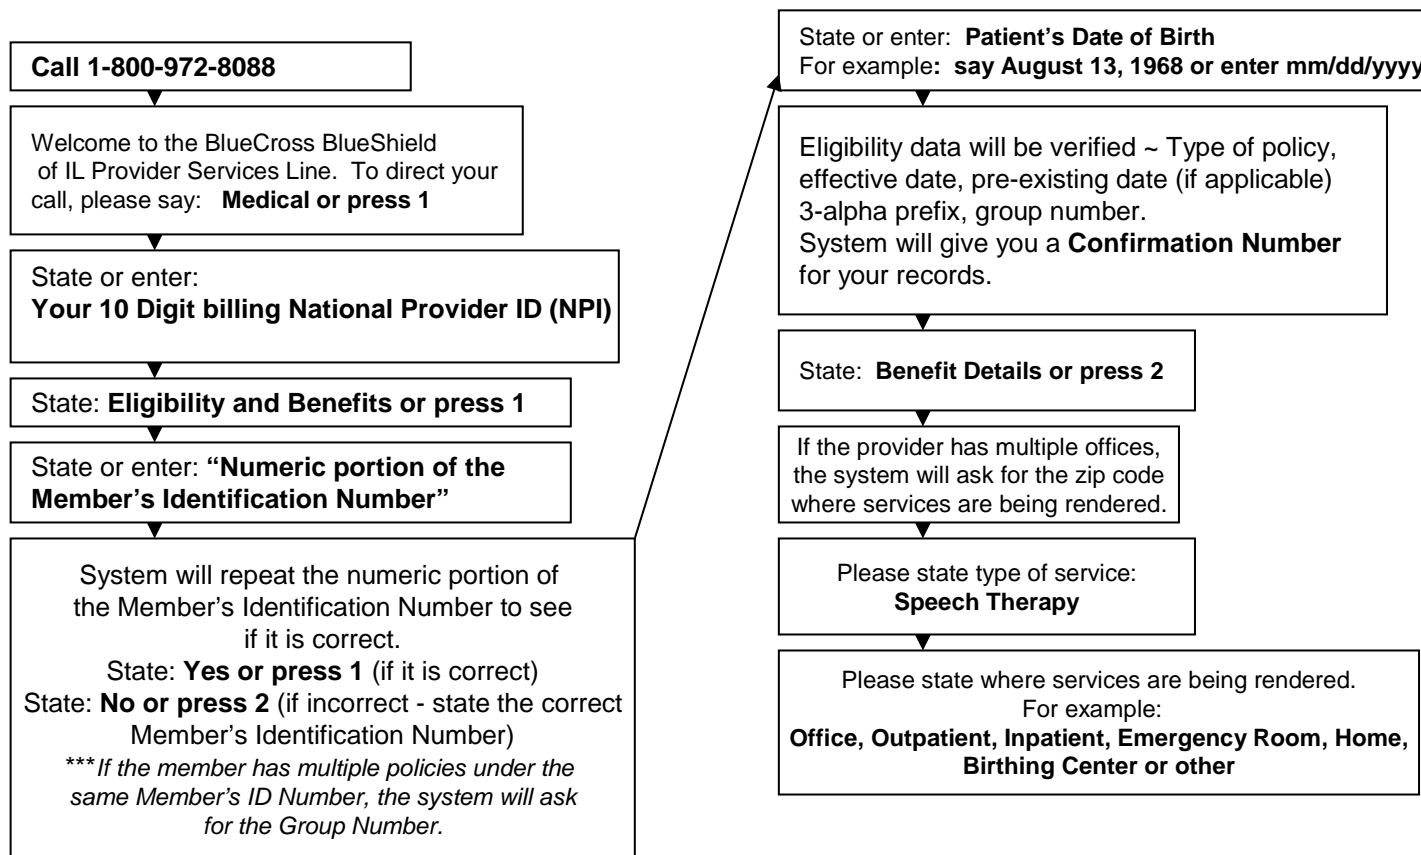 Call 1-800-972-8088
Welcome to the BlueCross BlueShield
of IL Provider Services Line. To direct your
call, please say: Medical or press 1
State or enter:
Your 10 Digit billing National Provider ID (NPI)
State: Eligibility and Benefits or press 1
State or enter: “Numeric portion of the
Member’s Identification Number”
System will repeat the numeric portion of
the Member’s Identification Number to see
if it is correct.
State: Yes or press 1 (if it is correct)
State: No or press 2 (if incorrect - state the correct
Member’s Identification Number)
***If the member has multiple policies under the
same Member’s ID Number, the system will ask
for the Group Number.
State or enter: Patient’s Date of Birth
For example: say August 13, 1968 or enter mm/dd/yyyy
Eligibility data will be verified ~ Type of policy,
effective date, pre-existing date (if applicable)
3-alpha prefix, group number.
System will give you a Confirmation Number
for your records.
State: Benefit Details or press 2
If the provider has multiple offices,
the system will ask for the zip code
where services are being rendered.
Please state type of service:
Speech Therapy
Please state where services are being rendered.
For example:
Office, Outpatient, Inpatient, Emergency Room, Home,
Birthing Center or other